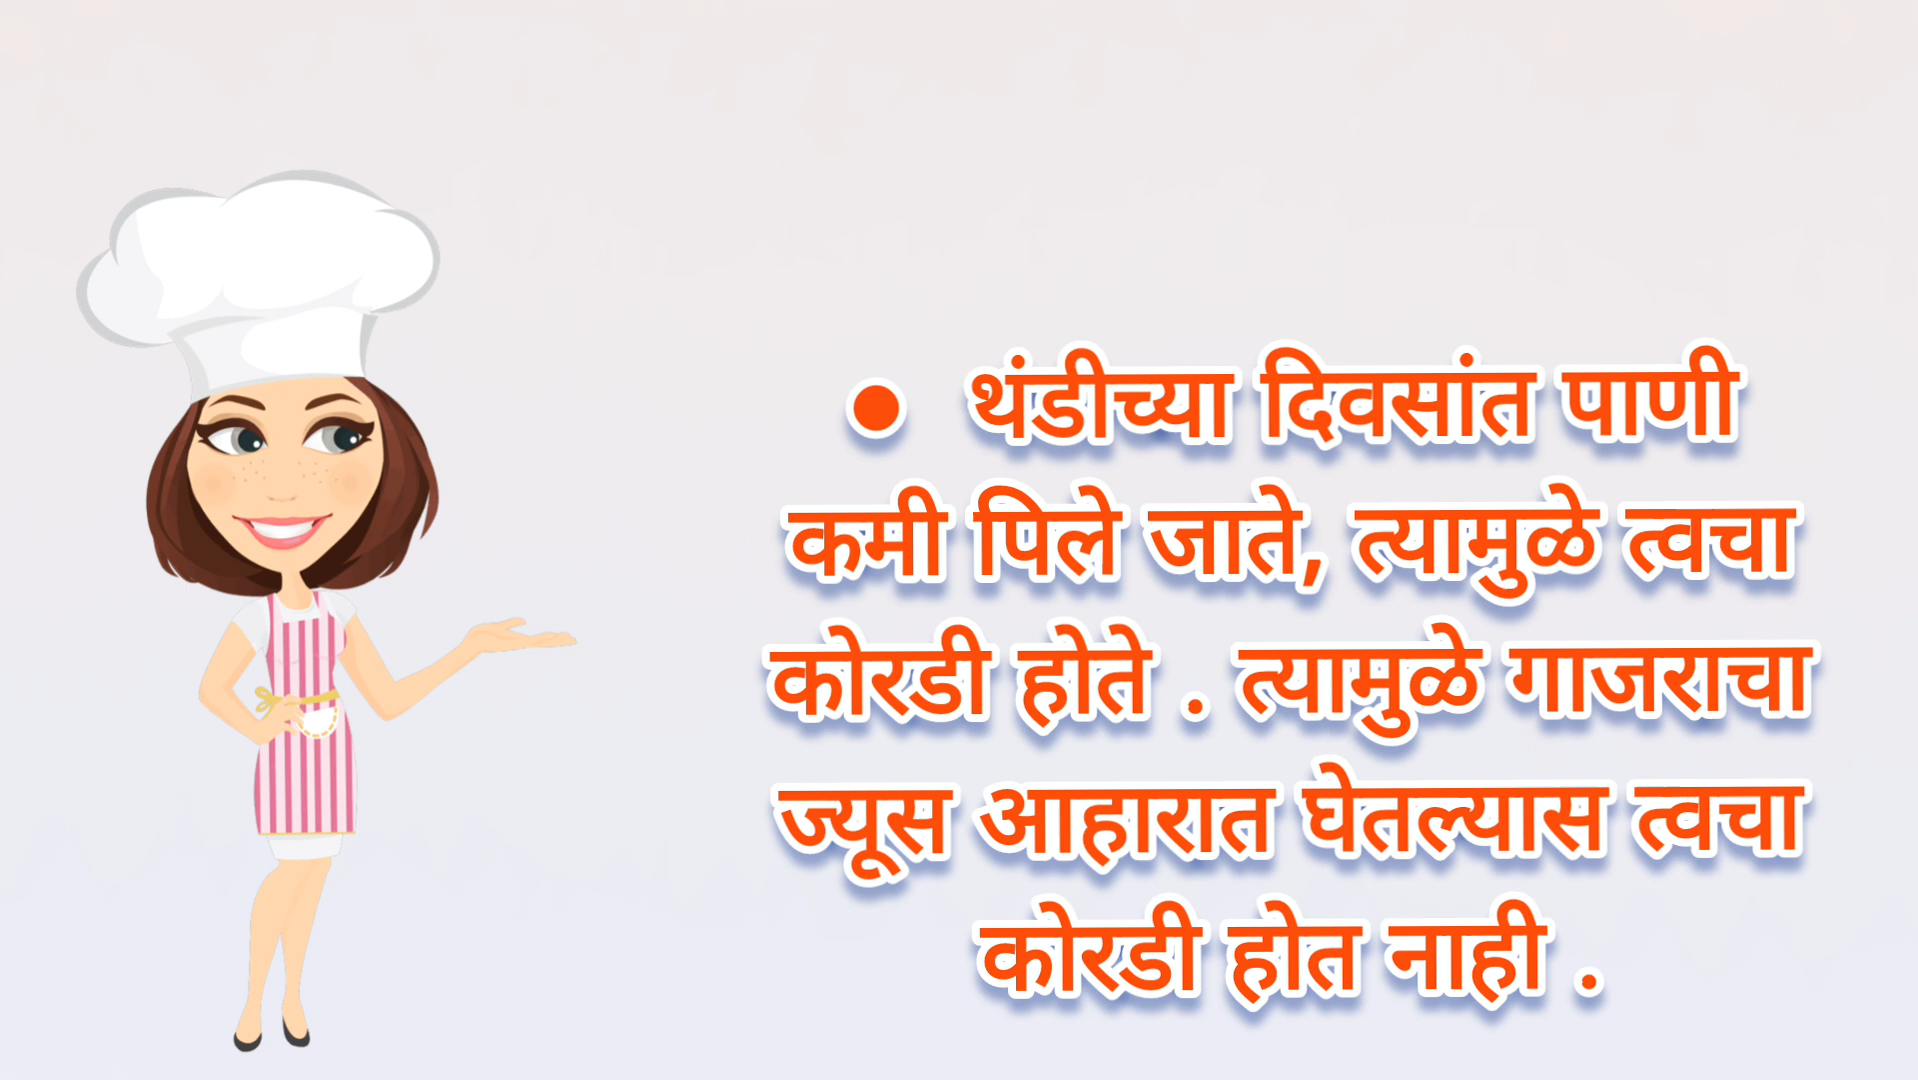 ● थंडीच्या दिवसांत पाणी
कमी पिले जाते, त्यामुळे त्वचा
कोरडी होते . त्यामुळे गाजराचा
ज्यूस आहारात घेतल्यास त्वचा
कोरडी होत नाही .